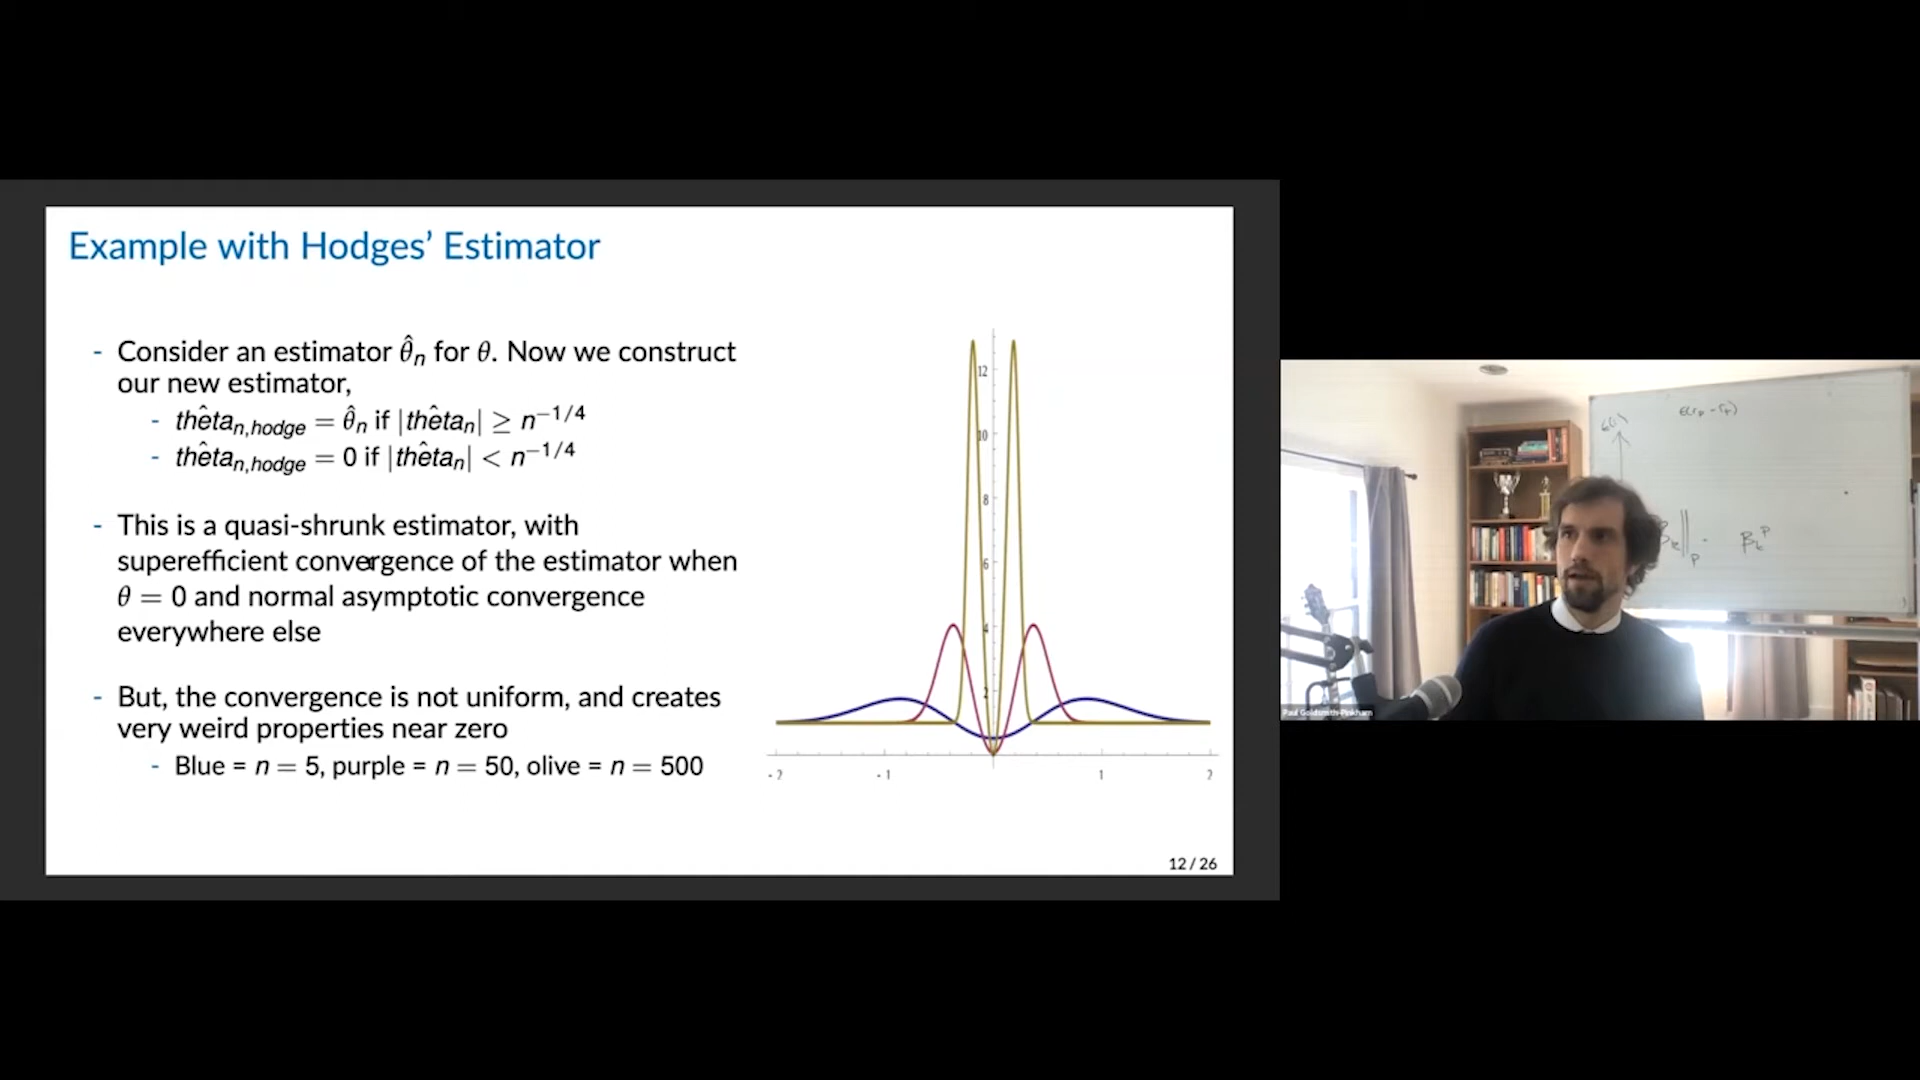 Example with Hodges’ Estimator
- Consider an estimator θ̂n for θ. Now we construct
our new estimator,
- thêta n,hodge = θ̂n if |thêta n| ≥ n^−1/4
- thêta n,hodge = 0 if |thêta n| < n^−1/4
- This is a quasi-shrunk estimator, with
superefficient convergence of the estimator when
θ = 0 and normal asymptotic convergence
everywhere else
- But, the convergence is not uniform, and creates
very weird properties near zero
- Blue = n = 5, purple = n = 50, olive = n = 500
12
10
8
6
4
2
-2 -1 1 2
12 / 26
Paul Goldsmith-Pinkham